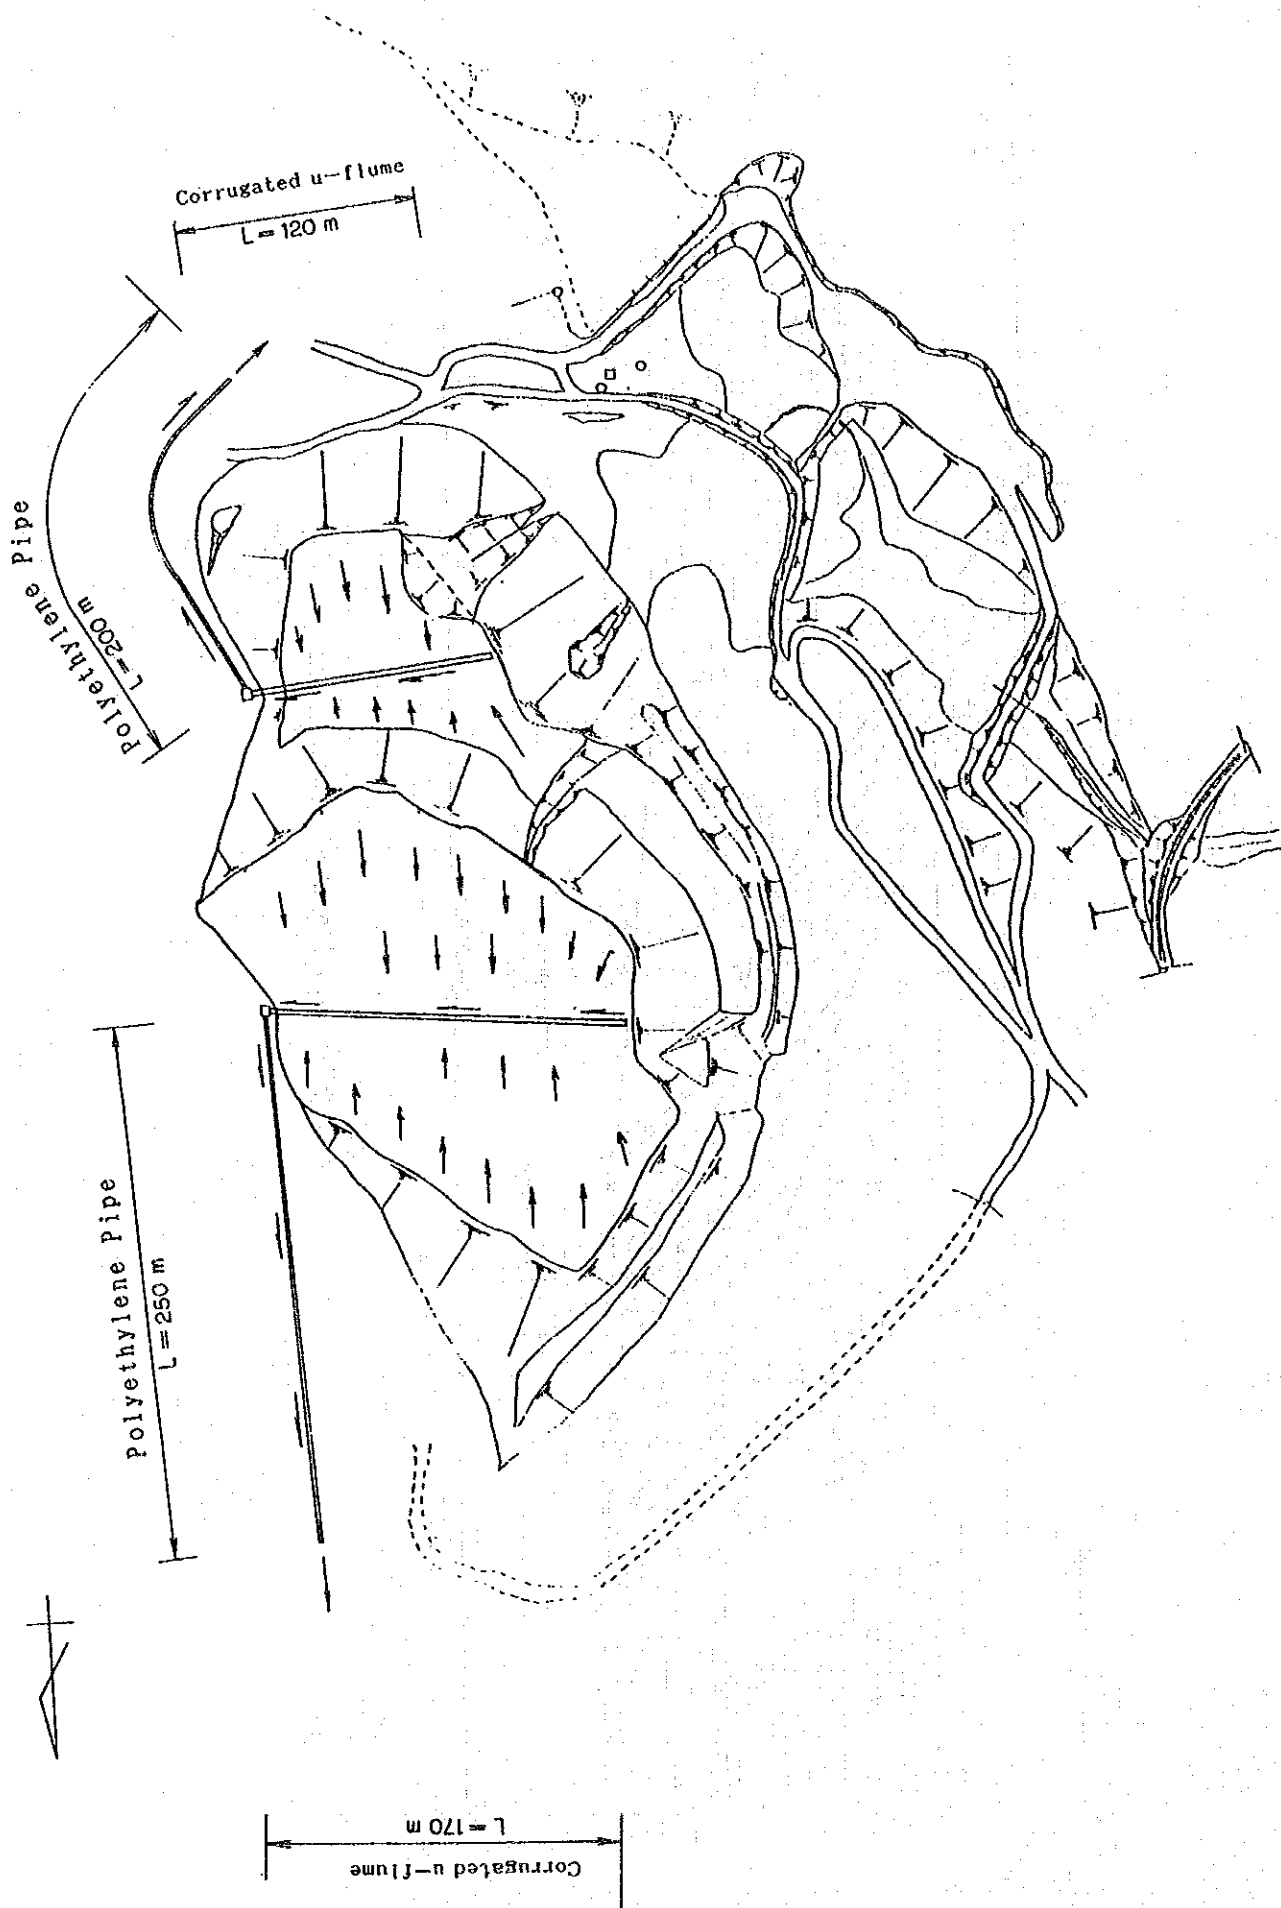 Corrugated u-flume
L=120 m
Polyethylene Pipe
L=200 m
Polyethylene Pipe
L=250 m
L=170 m
Corrugated u-flume